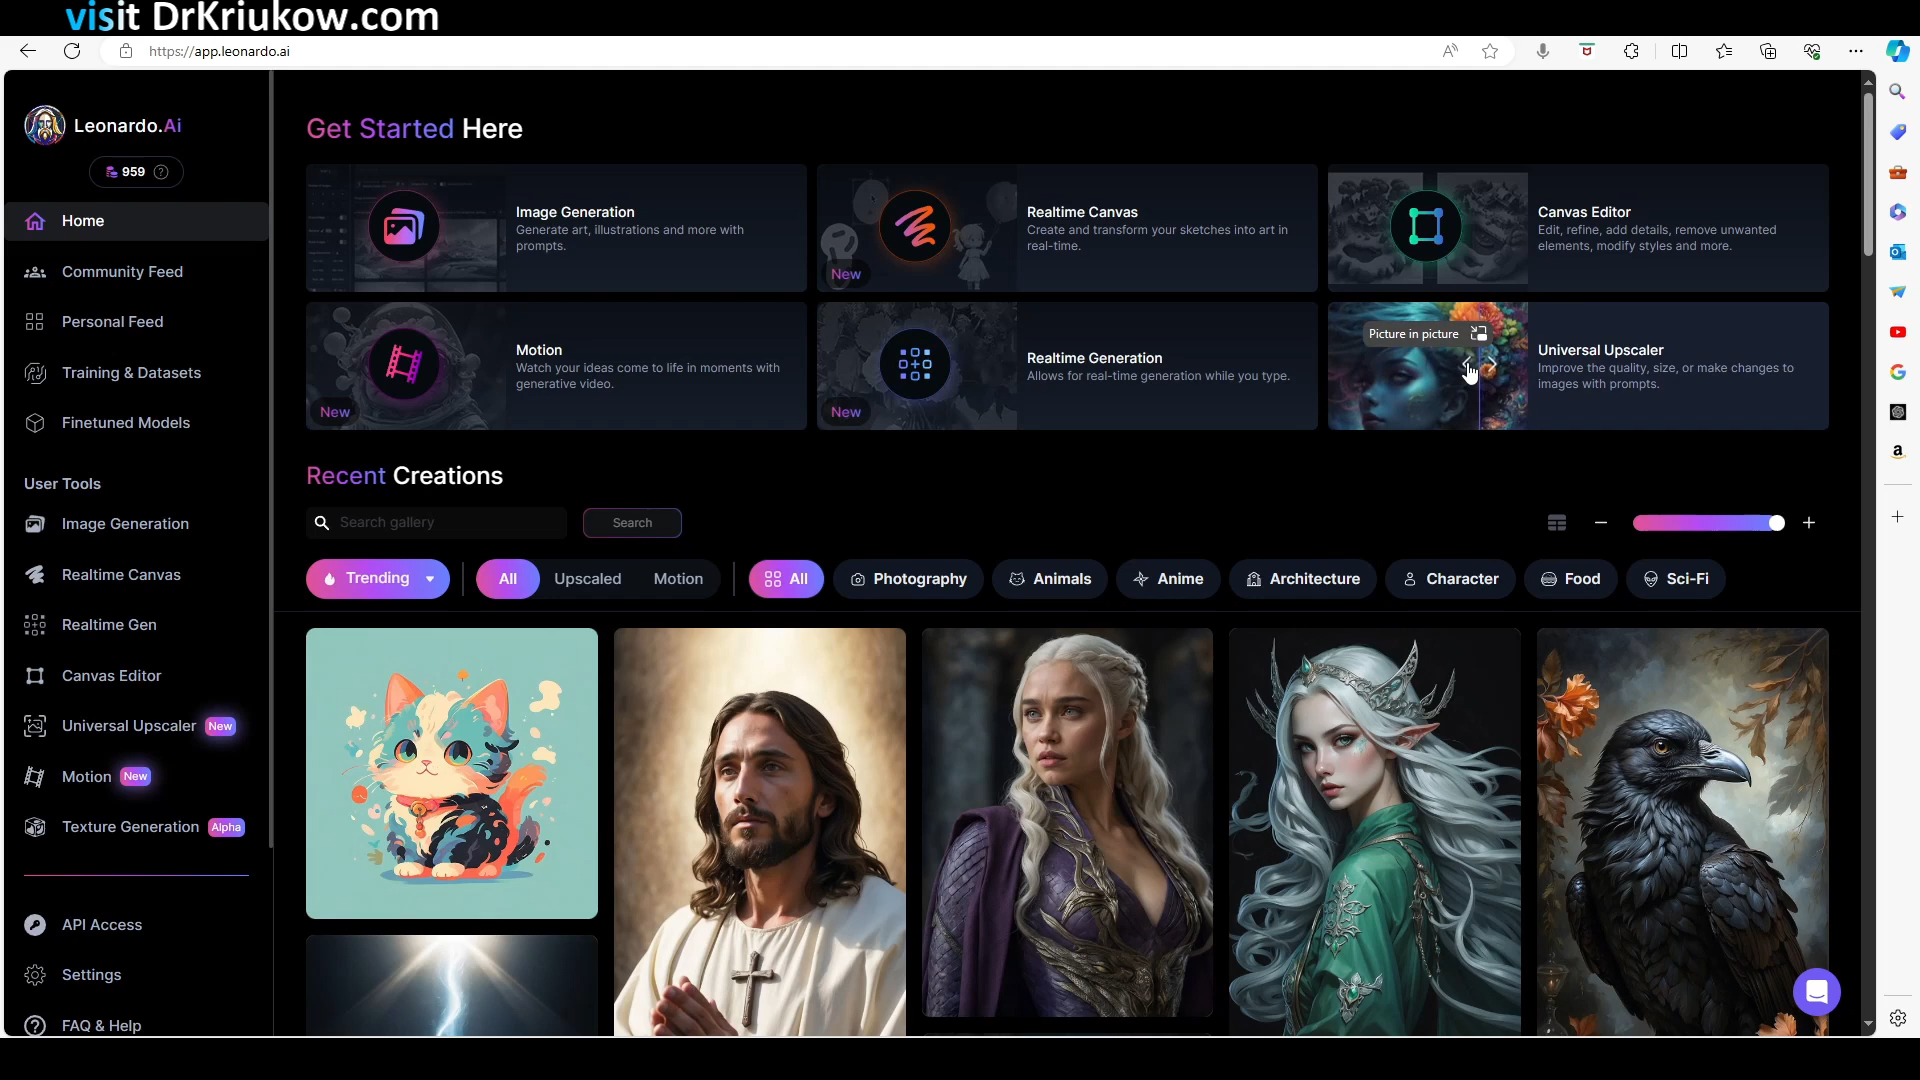 visit DrKriukow.com
https://app.leonardo.ai
Leonardo.Ai
959
Home
Community Feed
Personal Feed
Training & Datasets
Finetuned Models
User Tools
Image Generation
Realtime Canvas
Realtime Gen
Canvas Editor
Universal Upscaler New
Motion New
Texture Generation Alpha
API Access
Settings
FAQ & Help
Get Started Here
Image Generation
Generate art, illustrations and more with
prompts.
Realtime Canvas
Create and transform your sketches into art in
real-time.
New
Canvas Editor
Edit, refine, add details, remove unwanted
elements, modify styles and more.
Motion
Watch your ideas come to life in moments with
generative video.
New
Realtime Generation
Allows for real-time generation while you type.
New
Picture in picture
Universal Upscaler
Improve the quality, size, or make changes to
images with prompts.
Recent Creations
Search gallery
Search
Trending
All Upscaled Motion
All Photography Animals Anime Architecture Character Food Sci-Fi